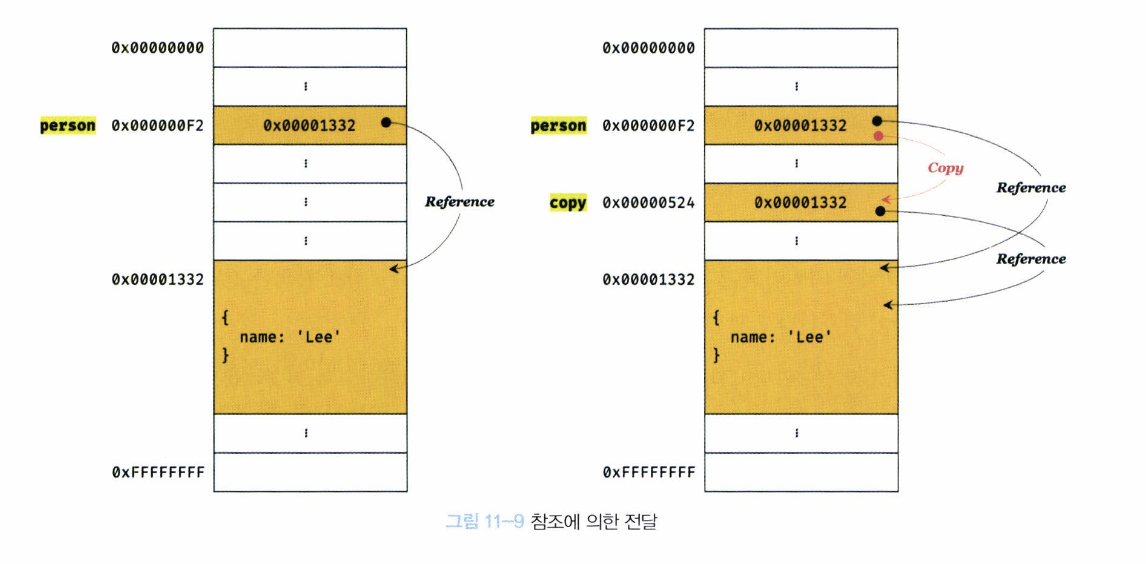 0x00000000
⋮
person 0x000000F2 0x00001332
⋮
⋮
Reference
⋮
0x00001332
{
name: 'Lee'
}
⋮
0xFFFFFFFF
0x00000000
⋮
person 0x000000F2 0x00001332
⋮
Copy
Reference
copy 0x00000524 0x00001332
⋮
Reference
0x00001332
{
name: 'Lee'
}
⋮
0xFFFFFFFF
그림 11-9 참조에 의한 전달